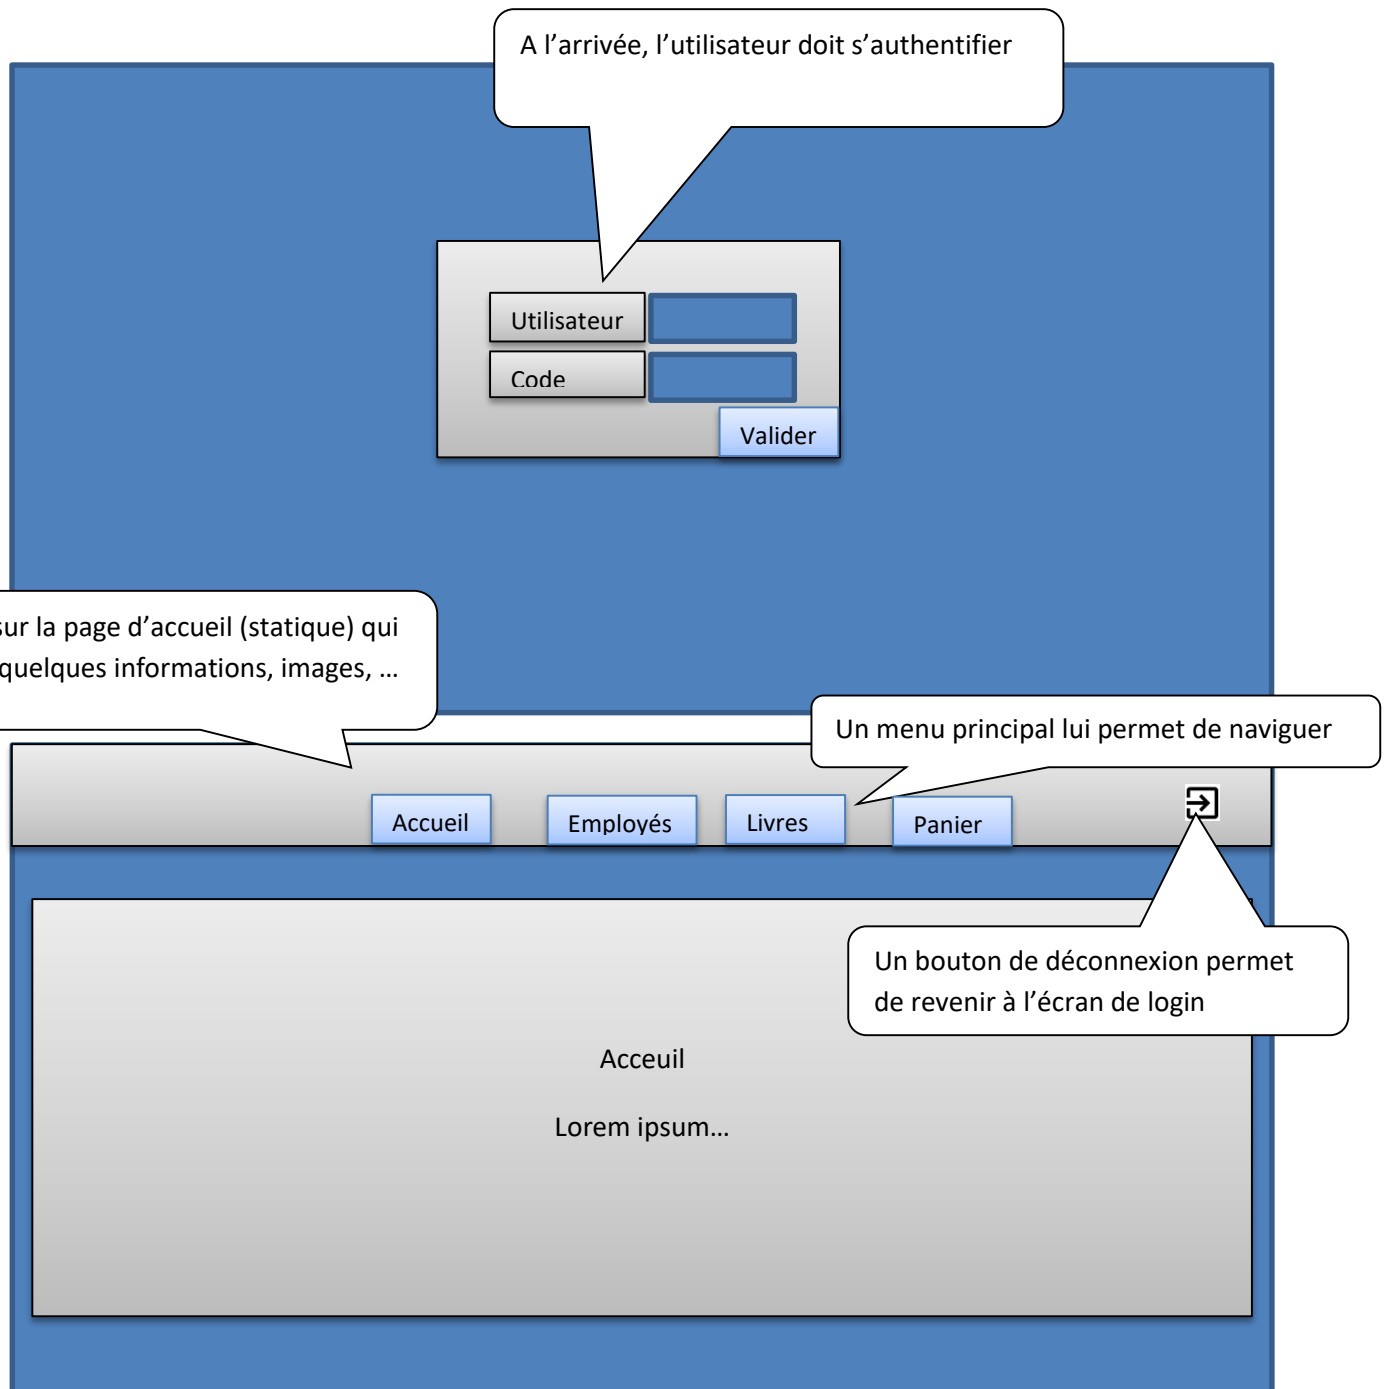 A l’arrivée, l’utilisateur doit s’authentifier
Utilisateur
Code
Valider
sur la page d’accueil (statique) qui
quelques informations, images, …
Un menu principal lui permet de naviguer
Accueil
Employés
Livres
Panier
Un bouton de déconnexion permet
de revenir à l’écran de login
Acceuil
Lorem ipsum…